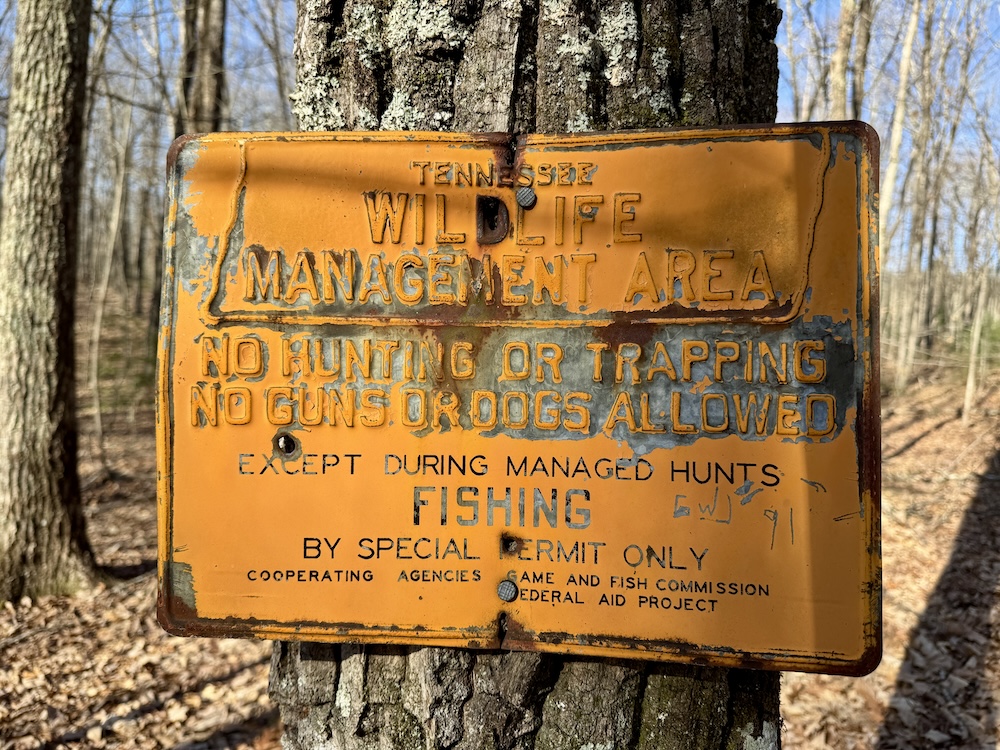 TENNESSEE
WILDLIFE
MANAGEMENT AREA
NO HUNTING OR TRAPPING
NO GUNS OR DOGS ALLOWED
EXCEPT DURING MANAGED HUNTS
FISHING
BY SPECIAL PERMIT ONLY
COOPERATING AGENCIES GAME AND FISH COMMISSION
FEDERAL AID PROJECT
91